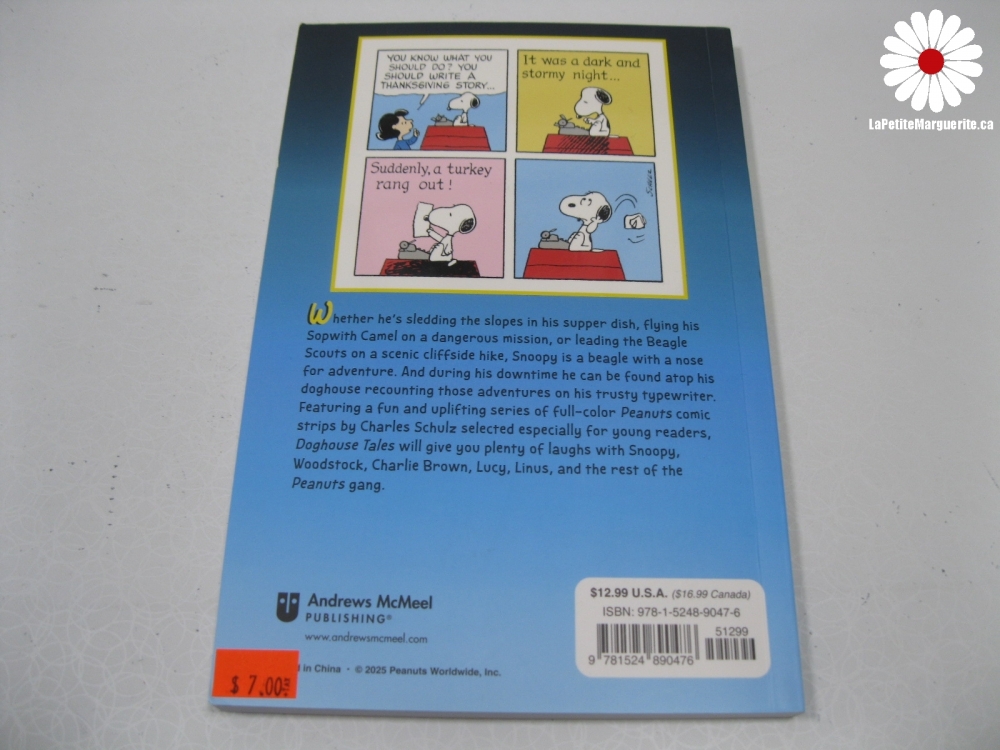 LaPetiteMarguerite.ca
YOU KNOW WHAT YOU
SHOULD DO? YOU
SHOULD WRITE A
THANKSGIVING STORY...
It was a dark and
stormy night...
Suddenly, a turkey
rang out!
SCHULZ
Whether he's sledding the slopes in his supper dish, flying his
Sopwith Camel on a dangerous mission, or leading the Beagle
Scouts on a scenic cliffside hike, Snoopy is a beagle with a nose
for adventure. And during his downtime he can be found atop his
doghouse recounting those adventures on his trusty typewriter.
Featuring a fun and uplifting series of full-color Peanuts comic
strips by Charles Schulz selected especially for young readers,
Doghouse Tales will give you plenty of laughs with Snoopy,
Woodstock, Charlie Brown, Lucy, Linus, and the rest of the
Peanuts gang.
Andrews McMeel
PUBLISHING®
www.andrewsmcmeel.com
in China • © 2025 Peanuts Worldwide, Inc.
$ 7.00
$12.99 U.S.A. ($16.99 Canada)
ISBN: 978-1-5248-9047-6
51299
9 781524 890476